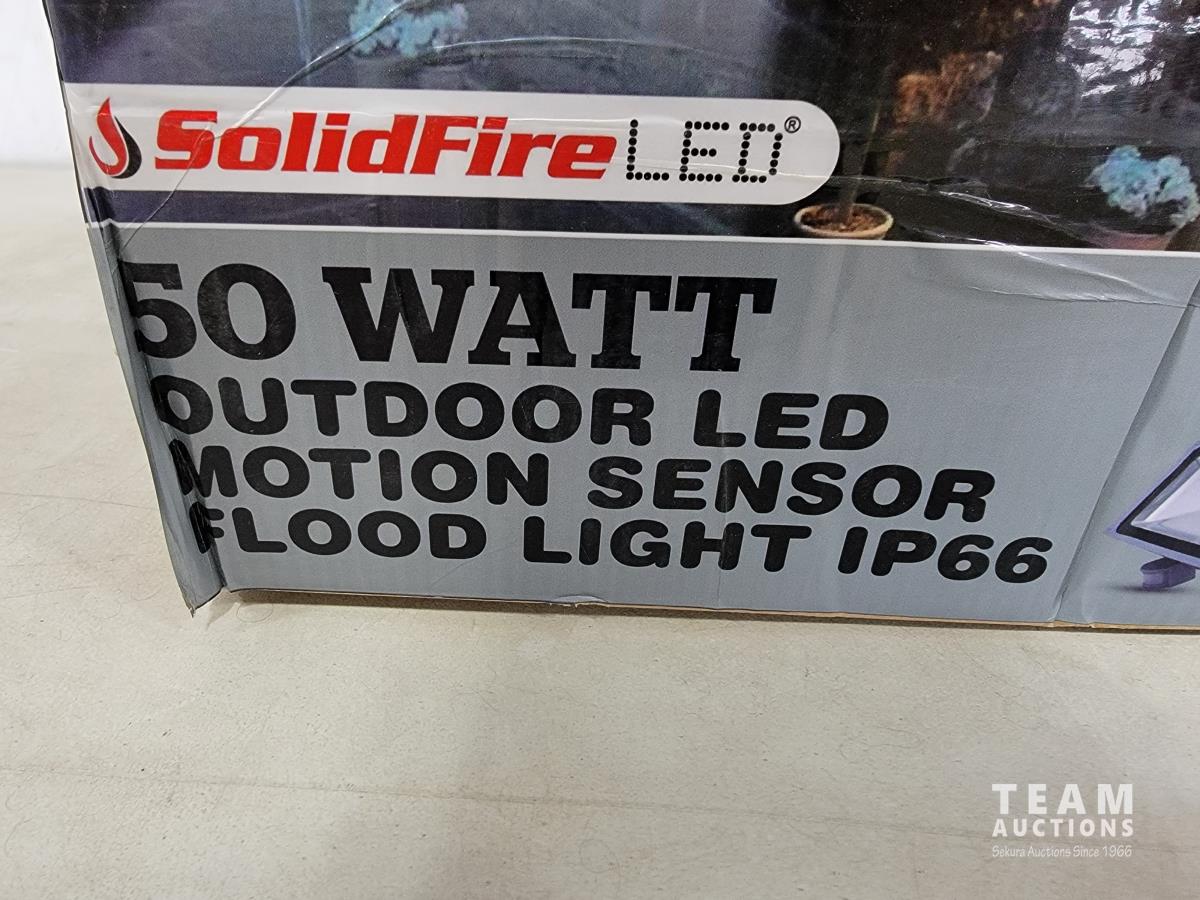 SolidFire LED®
50 WATT
OUTDOOR LED
MOTION SENSOR
FLOOD LIGHT IP66
TEAM
AUCTIONS
Sekura Auctions Since 1966